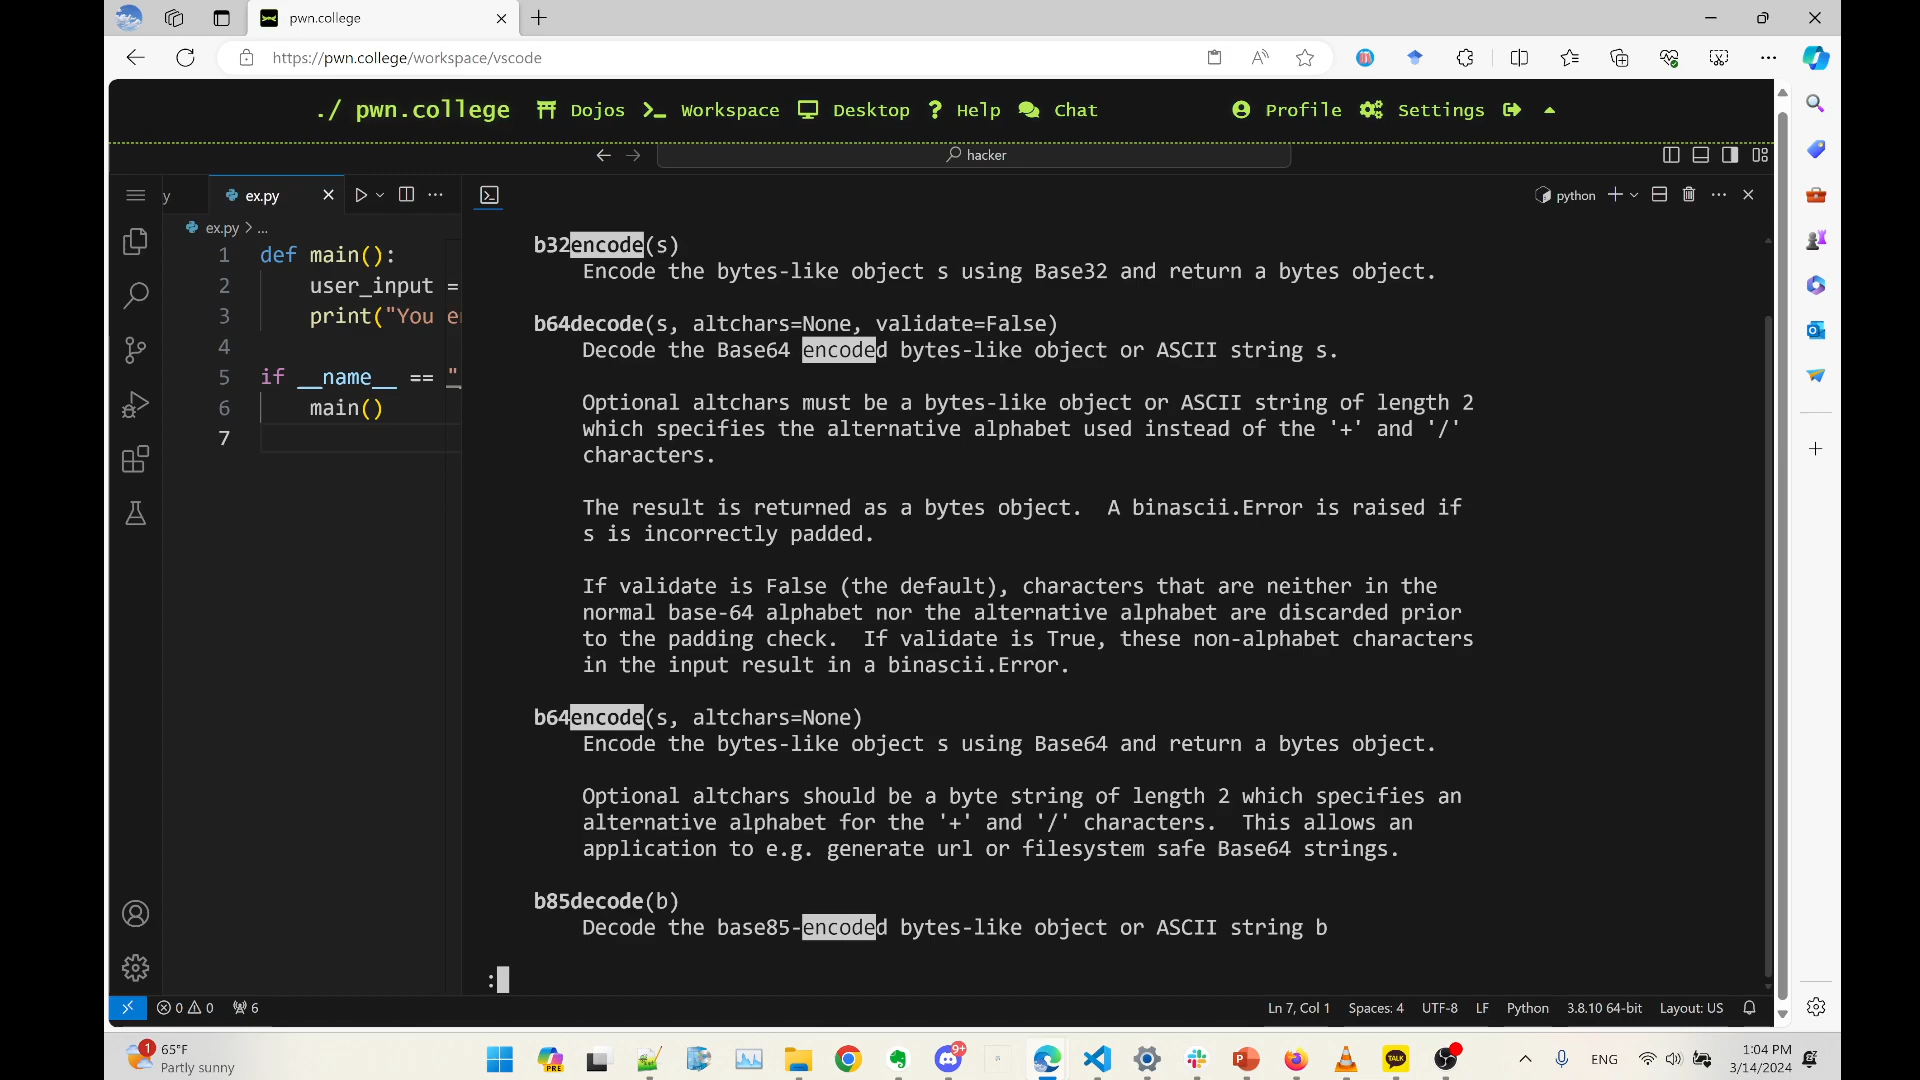 pwn.college
https://pwn.college/workspace/vscode
./ pwn.college Dojos Workspace Desktop ? Help Chat Profile Settings
hacker
y ex.py python
ex.py > ...
1 def main():
2 user_input =
3 print("You e
4
5 if __name__ == "_
6 main()
7
b32encode(s)
Encode the bytes-like object s using Base32 and return a bytes object.
b64decode(s, altchars=None, validate=False)
Decode the Base64 encoded bytes-like object or ASCII string s.
Optional altchars must be a bytes-like object or ASCII string of length 2
which specifies the alternative alphabet used instead of the '+' and '/'
characters.
The result is returned as a bytes object.  A binascii.Error is raised if
s is incorrectly padded.
If validate is False (the default), characters that are neither in the
normal base-64 alphabet nor the alternative alphabet are discarded prior
to the padding check.  If validate is True, these non-alphabet characters
in the input result in a binascii.Error.
b64encode(s, altchars=None)
Encode the bytes-like object s using Base64 and return a bytes object.
Optional altchars should be a byte string of length 2 which specifies an
alternative alphabet for the '+' and '/' characters.  This allows an
application to e.g. generate url or filesystem safe Base64 strings.
b85decode(b)
Decode the base85-encoded bytes-like object or ASCII string b
:
0 0 6 Ln 7, Col 1 Spaces: 4 UTF-8 LF Python 3.8.10 64-bit Layout: US
1 65°F
Partly sunny
PRE
9+
TALK
ENG
1:04 PM
3/14/2024